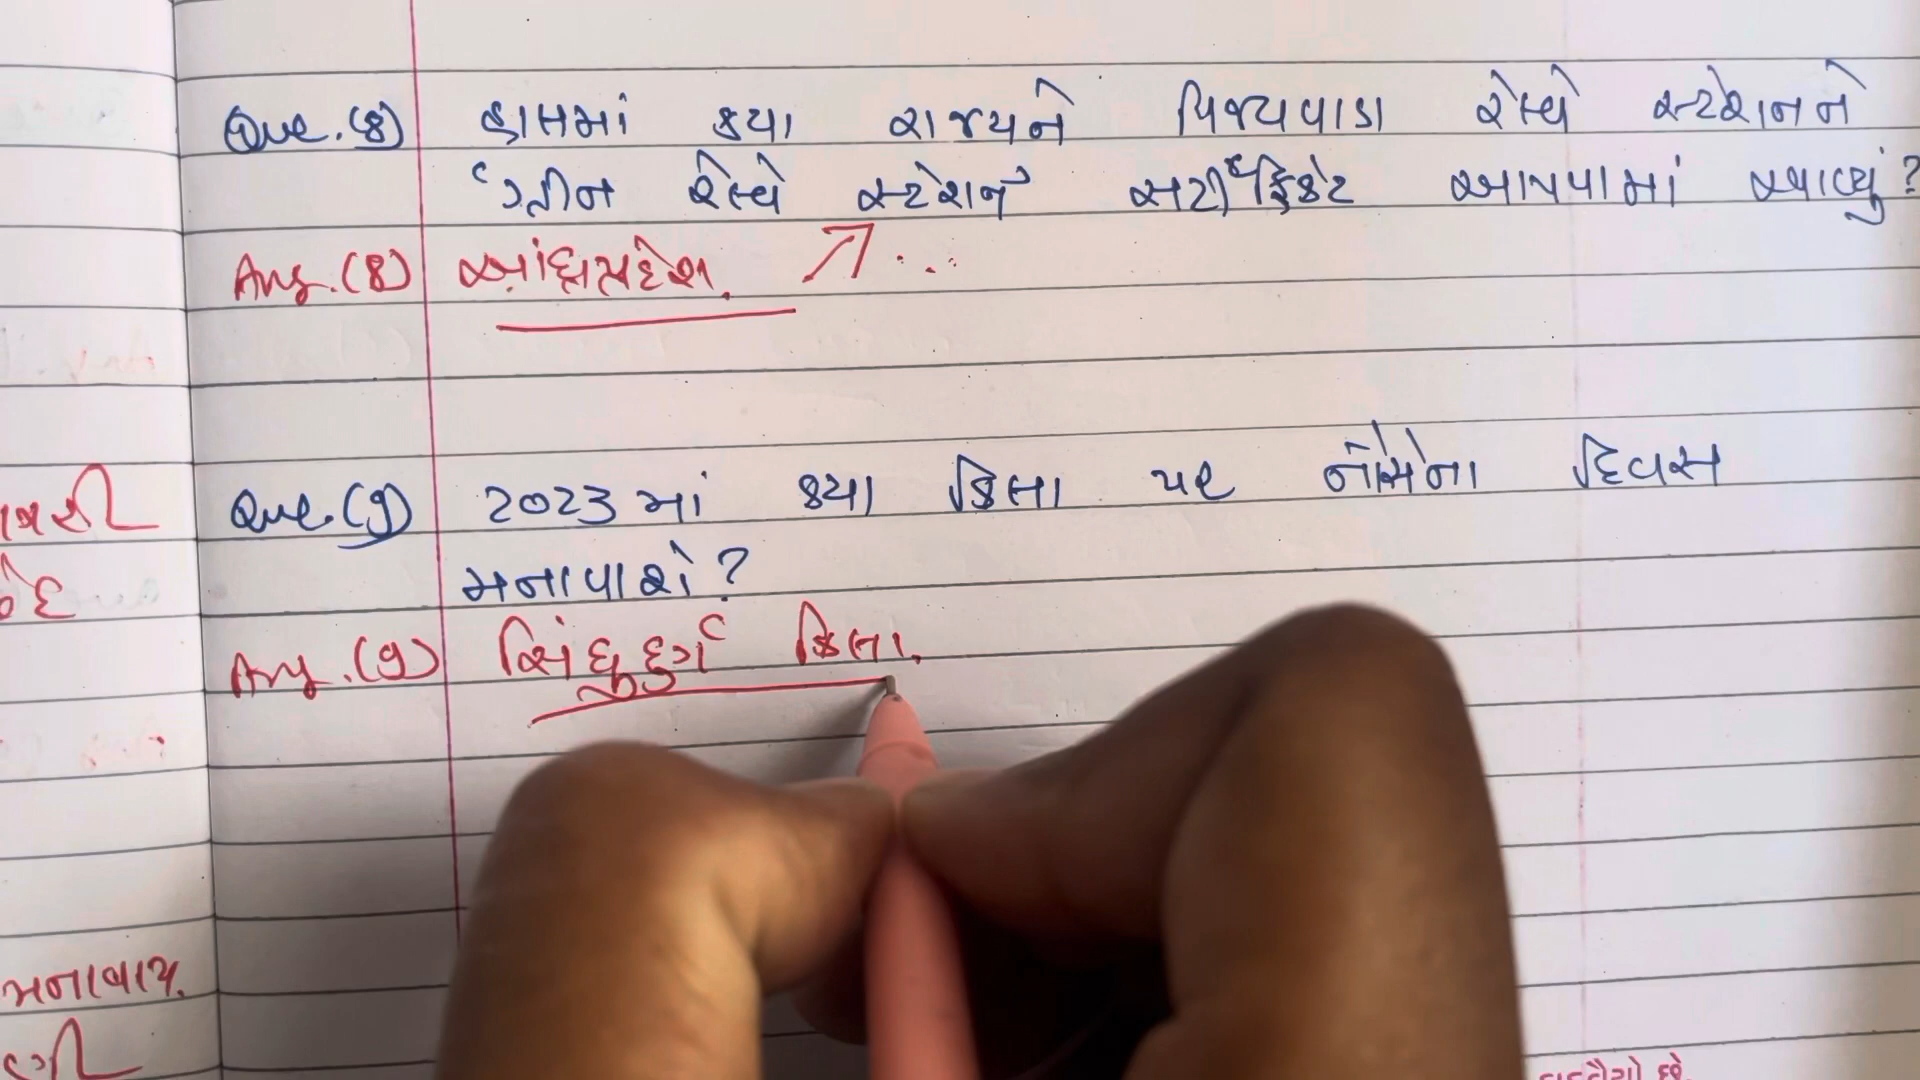 Que.(8) હાલમાં કયા રાજ્યને વિજયવાડા રેલ્વે સ્ટેશનને
ગ્રીન રેલ્વે સ્ટેશન સર્ટીફિકેટ આપવામાં આવ્યું?
Ans.(8) આંધ્રપ્રદેશ.
Que.(9) 2023માં કયા કિલ્લા પર નૌસેના દિવસ
મનાવાશે?
Ans.(9) સિંધુદુર્ગ કિલ્લા.
મનાવાય.